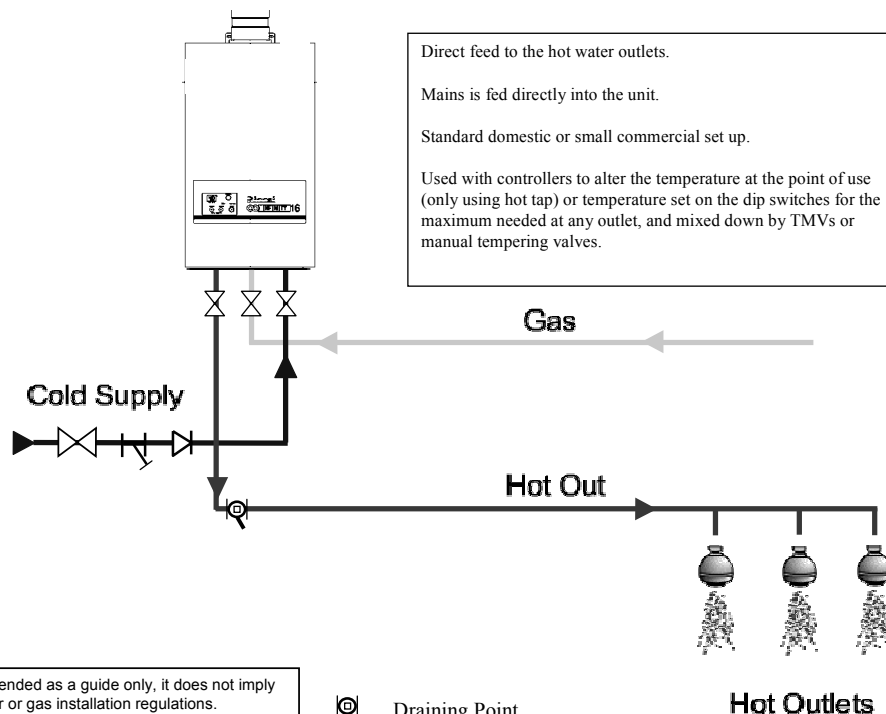 Direct feed to the hot water outlets.
Mains is fed directly into the unit.
Standard domestic or small commercial set up.
Used with controllers to alter the temperature at the point of use
(only using hot tap) or temperature set on the dip switches for the
maximum needed at any outlet, and mixed down by TMVs or
manual tempering valves.
Gas
Cold Supply
Hot Out
ended as a guide only, it does not imply
r or gas installation regulations.
Draining Point
Hot Outlets